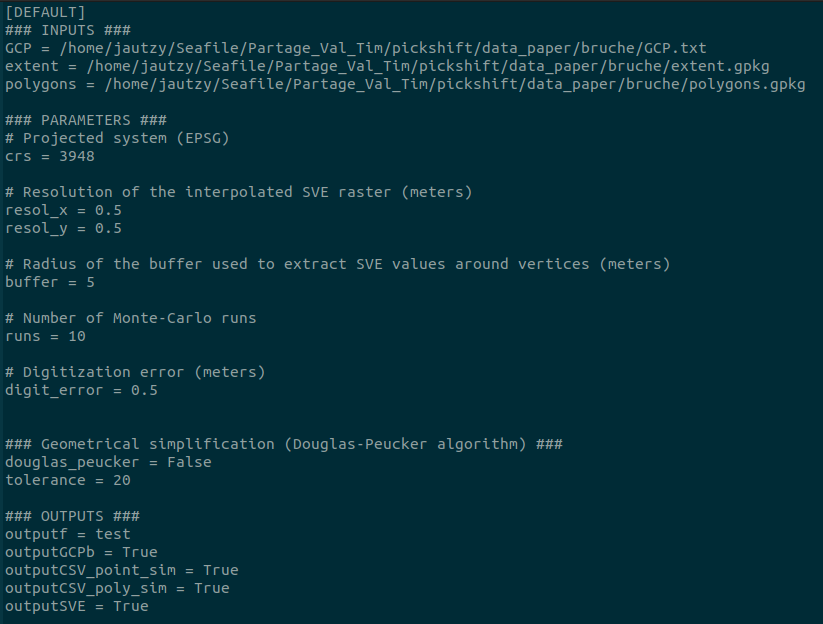 [DEFAULT]
### INPUTS ###
GCP = /home/jautzy/Seafile/Partage_Val_Tim/pickshift/data_paper/bruche/GCP.txt
extent = /home/jautzy/Seafile/Partage_Val_Tim/pickshift/data_paper/bruche/extent.gpkg
polygons = /home/jautzy/Seafile/Partage_Val_Tim/pickshift/data_paper/bruche/polygons.gpkg
### PARAMETERS ###
# Projected system (EPSG)
crs = 3948
# Resolution of the interpolated SVE raster (meters)
resol_x = 0.5
resol_y = 0.5
# Radius of the buffer used to extract SVE values around vertices (meters)
buffer = 5
# Number of Monte-Carlo runs
runs = 10
# Digitization error (meters)
digit_error = 0.5
### Geometrical simplification (Douglas-Peucker algorithm) ###
douglas_peucker = False
tolerance = 20
### OUTPUTS ###
outputf = test
outputGCPb = True
outputCSV_point_sim = True
outputCSV_poly_sim = True
outputSVE = True